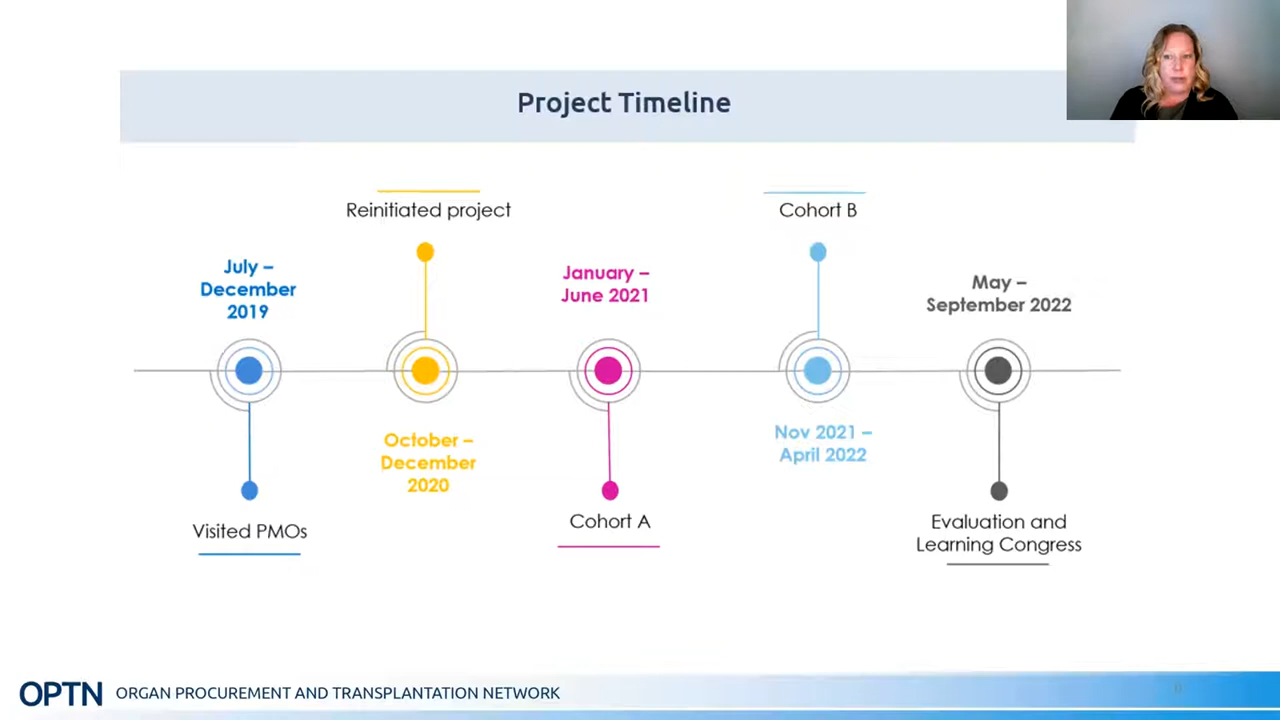 Project Timeline
July –
December
2019
Visited PMOs
Reinitiated project
October –
December
2020
January –
June 2021
Cohort A
Cohort B
Nov 2021 –
April 2022
May –
September 2022
Evaluation and
Learning Congress
OPTN ORGAN PROCUREMENT AND TRANSPLANTATION NETWORK